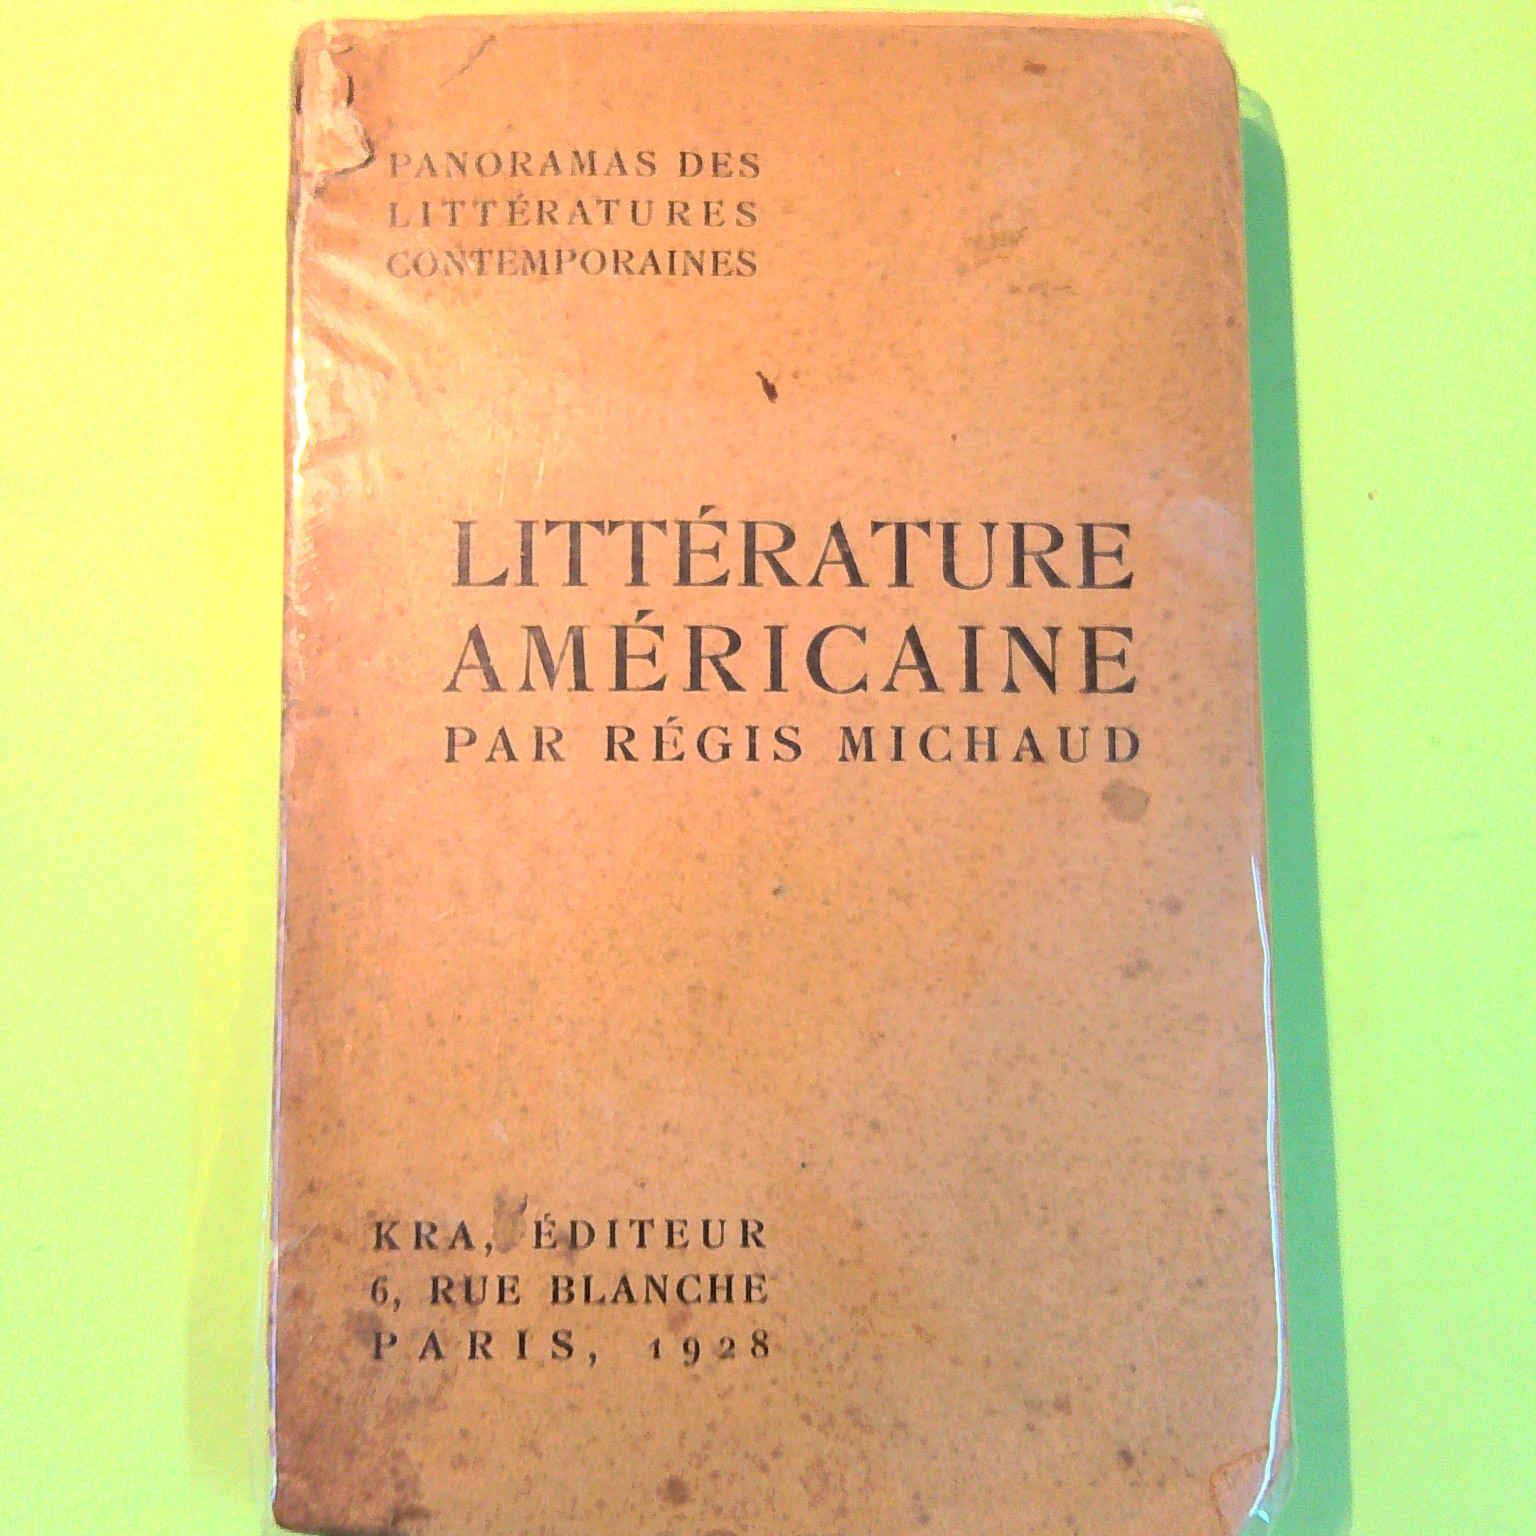 PANORAMAS DES
LITTÉRATURES
CONTEMPORAINES
LITTÉRATURE
AMÉRICAINE
PAR RÉGIS MICHAUD
KRA, ÉDITEUR
6, RUE BLANCHE
PARIS, 1928